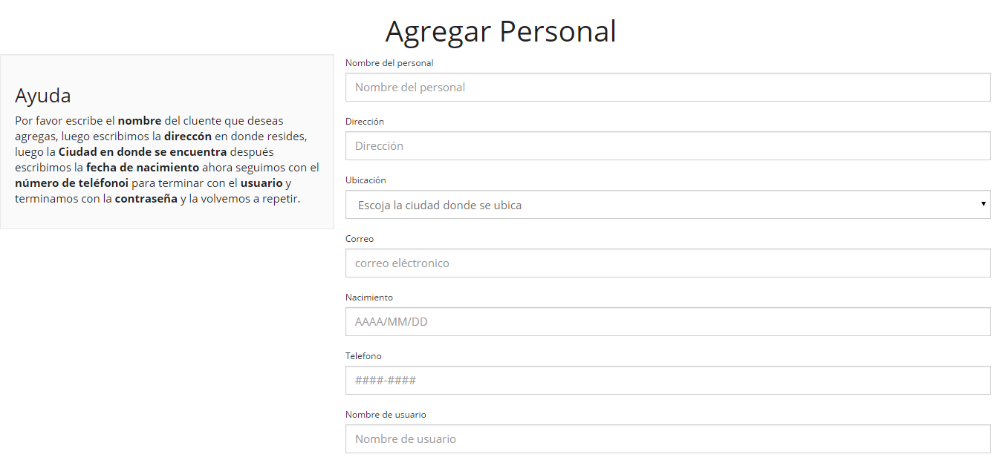 Agregar Personal
Ayuda
Por favor escribe el nombre del cluente que deseas
agregas, luego escribimos la direccón en donde resides,
luego la Ciudad en donde se encuentra después
escribimos la fecha de nacimiento ahora seguimos con el
número de teléfonoi para terminar con el usuario y
terminamos con la contraseña y la volvemos a repetir.
Nombre del personal
Nombre del personal
Dirección
Dirección
Ubicación
Escoja la ciudad donde se ubica
Correo
correo eléctronico
Nacimiento
AAAA/MM/DD
Telefono
####-####
Nombre de usuario
Nombre de usuario